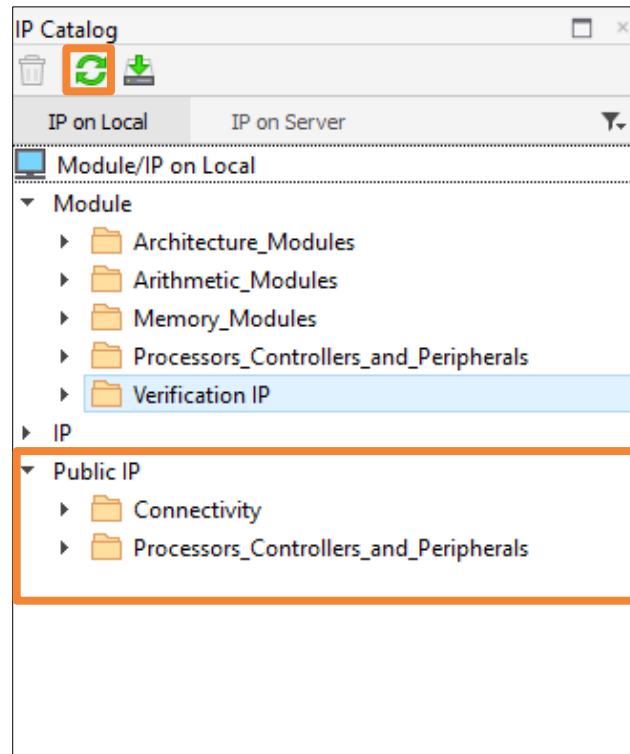 IP Catalog
IP on Local IP on Server
Module/IP on Local
Module
Architecture_Modules
Arithmetic_Modules
Memory_Modules
Processors_Controllers_and_Peripherals
Verification IP
IP
Public IP
Connectivity
Processors_Controllers_and_Peripherals